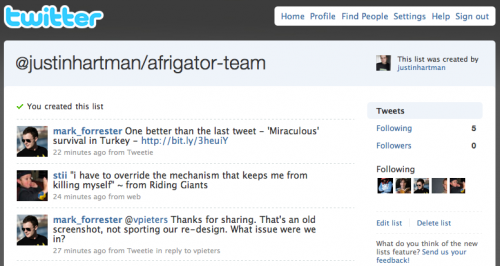 twitter
Home Profile Find People Settings Help Sign out
@justinhartman/afrigator-team
This list was created by
justinhartman
You created this list
mark_forrester One better than the last tweet - 'Miraculous'
survival in Turkey - http://bit.ly/3heuiY
22 minutes ago from Tweetie
stii "i have to override the mechanism that keeps me from
killing myself" ~ from Riding Giants
24 minutes ago from web
mark_forrester @vpieters Thanks for sharing. That's an old
screenshot, not sporting our re-design. What issue were we
in?
27 minutes ago from Tweetie in reply to vpieters
Tweets
Following 5
Followers 0
Following
Edit list Delete list
What do you think of the new
lists feature? Send us your
feedback!